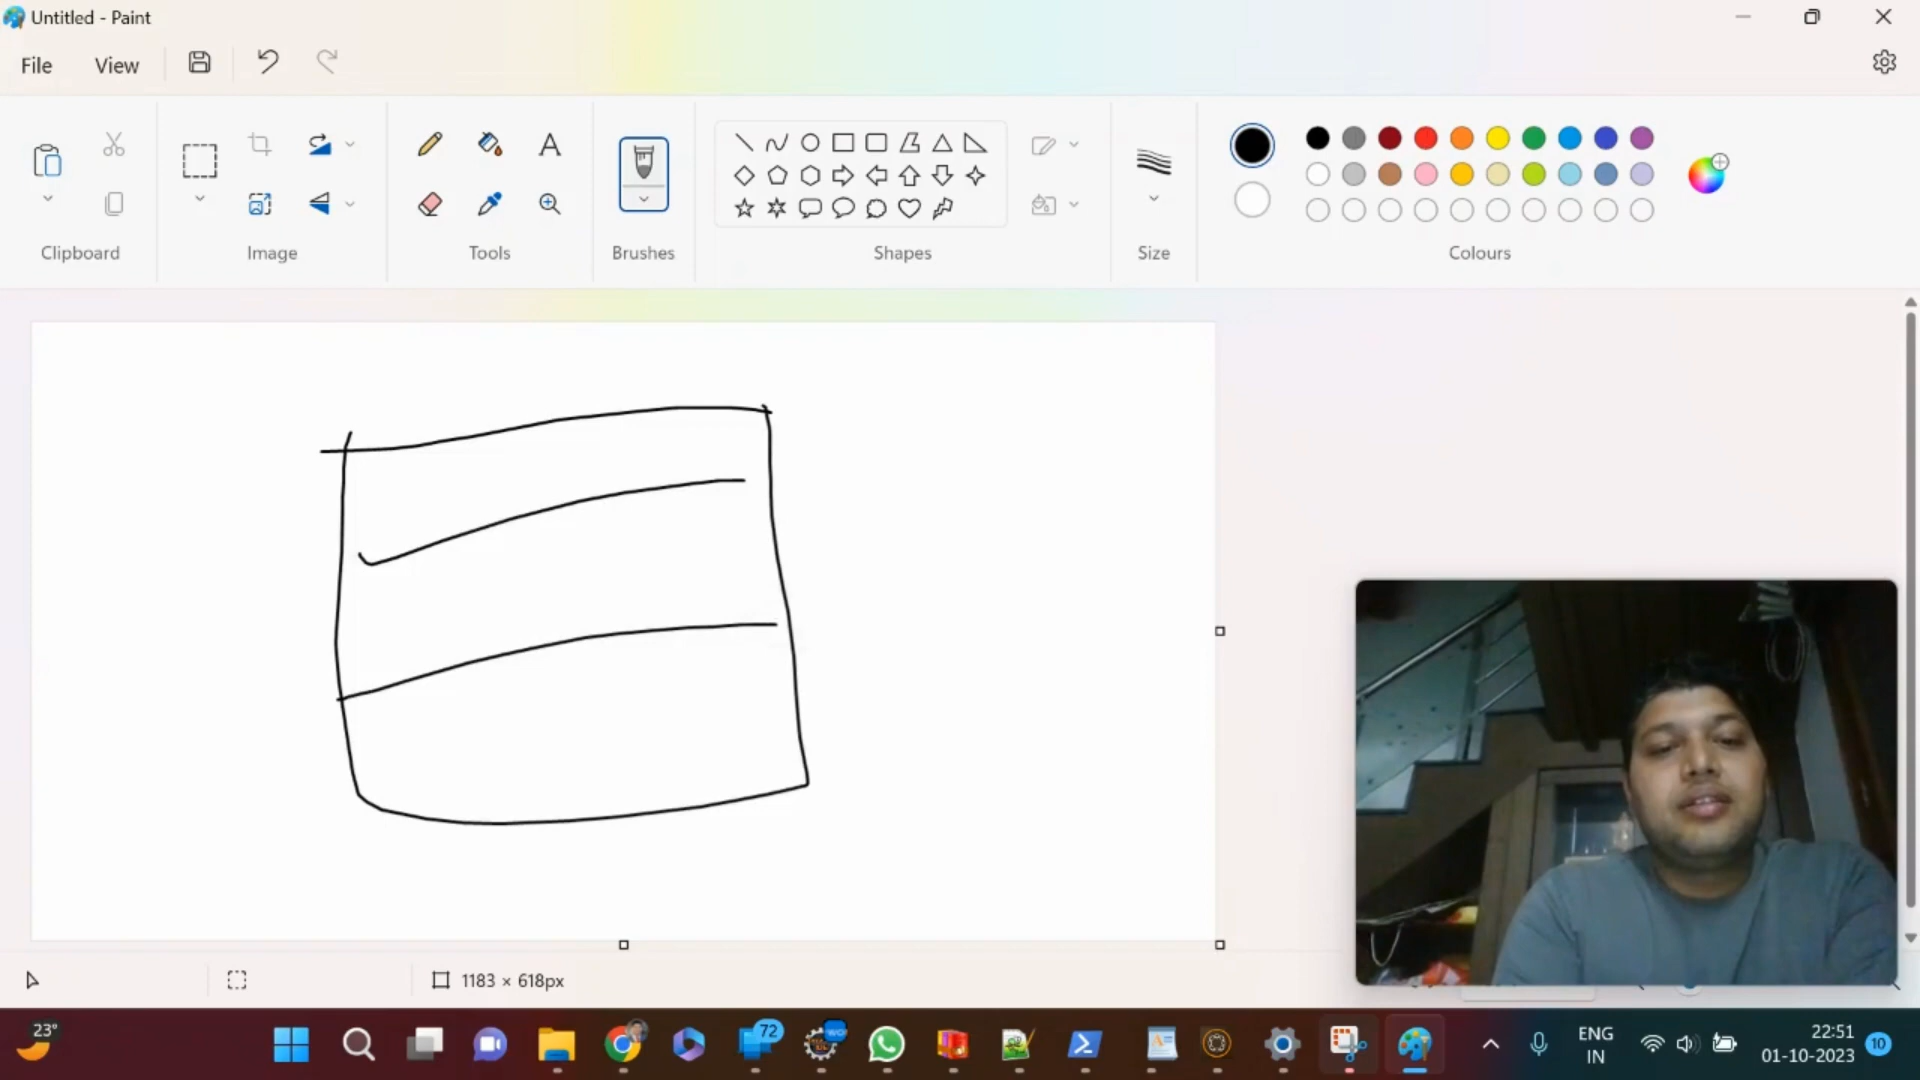 Untitled - Paint
File View
Clipboard Image Tools Brushes Shapes Size Colours
1183 × 618px
23°
72
ENG
IN
22:51
01-10-2023
10